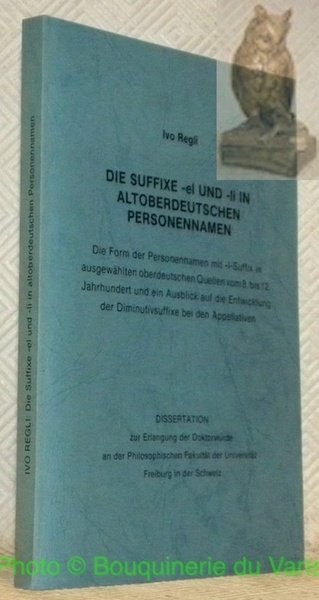 Ivo Regli
DIE SUFFIXE -el UND -li IN
ALTOBERDEUTSCHEN
PERSONENNAMEN
Die Form der Personennamen mit -l-Suffix in
ausgewählten oberdeutschen Quellen vom 8. bis 12.
Jahrhundert und ein Ausblick auf die Entwicklung
der Diminutivsuffixe bei den Appellativen
DISSERTATION
zur Erlangung der Doktorwürde
an der Philosophischen Fakultät der Universität
Freiburg in der Schweiz
IVO REGLI: Die Suffixe -el und -li in altoberdeutschen Personennamen
Photo © Bouquinerie du Varis